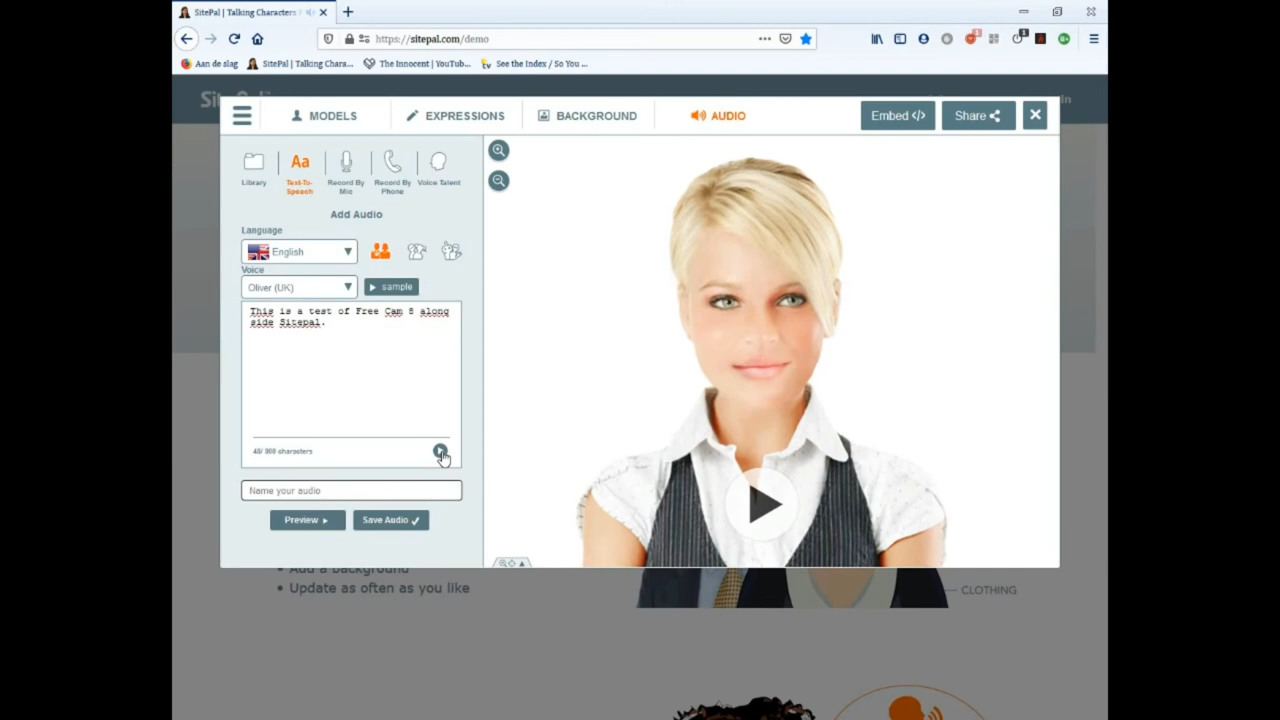 SitePal | Talking Characters
https://sitepal.com/demo
Aan de slag
SitePal | Talking Chara...
The Innocent | YouTub...
See the Index / So You ...
MODELS
EXPRESSIONS
BACKGROUND
AUDIO
Embed </>
Share
Library
Text-To-Speech
Record By Mic
Record By Phone
Voice Talent
Add Audio
Language
English
Voice
Oliver (UK)
sample
This is a test of Free Cam 8 along
side Sitepal.
characters
Name your audio
Preview
Save Audio
Add a background
Update as often as you like
CLOTHING